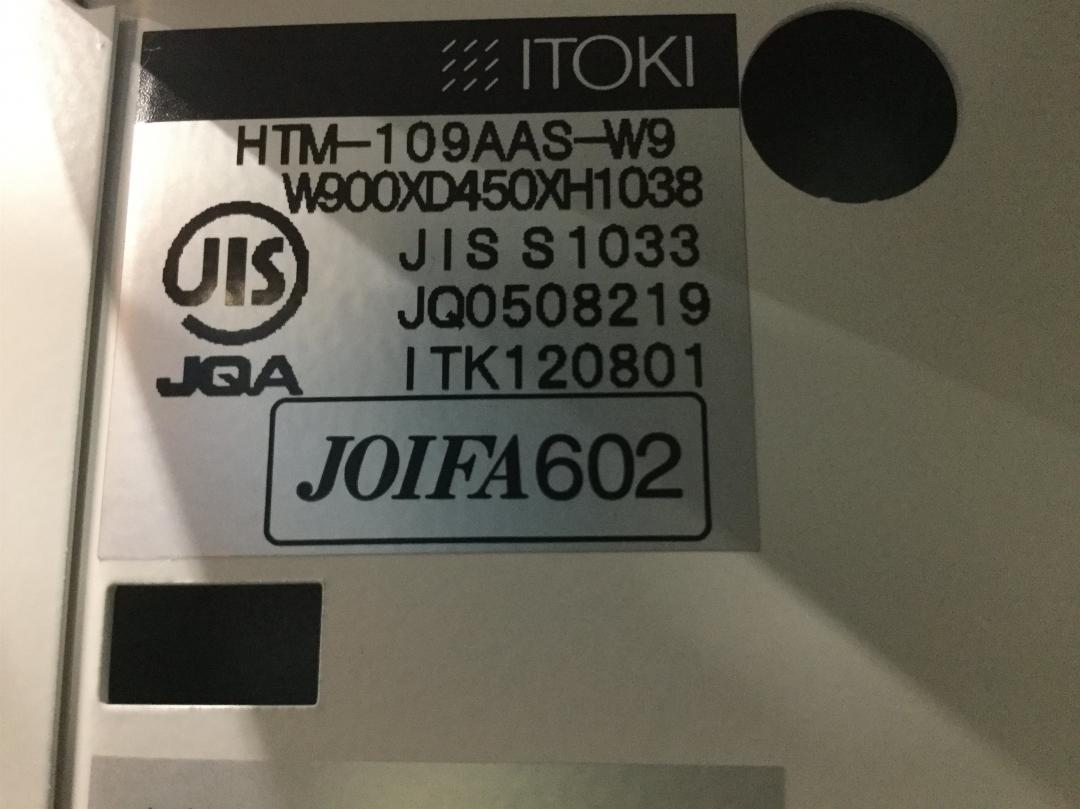 ITOKI
HTM-109AAS-W9
W900XD450XH1038
JIS
JIS S1033
JQ0508219
JQA
ITK120801
JOIFA602